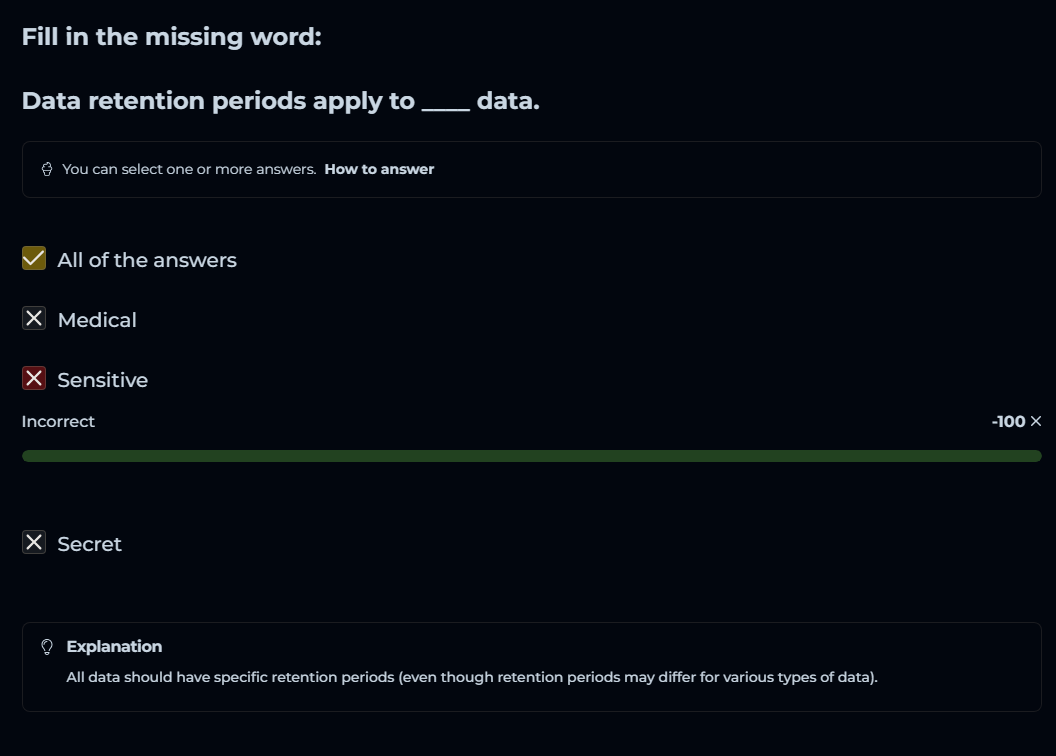 Fill in the missing word:
Data retention periods apply to ____ data.
You can select one or more answers. How to answer
All of the answers
Medical
Sensitive
Incorrect
-100 ×
Secret
Explanation
All data should have specific retention periods (even though retention periods may differ for various types of data).